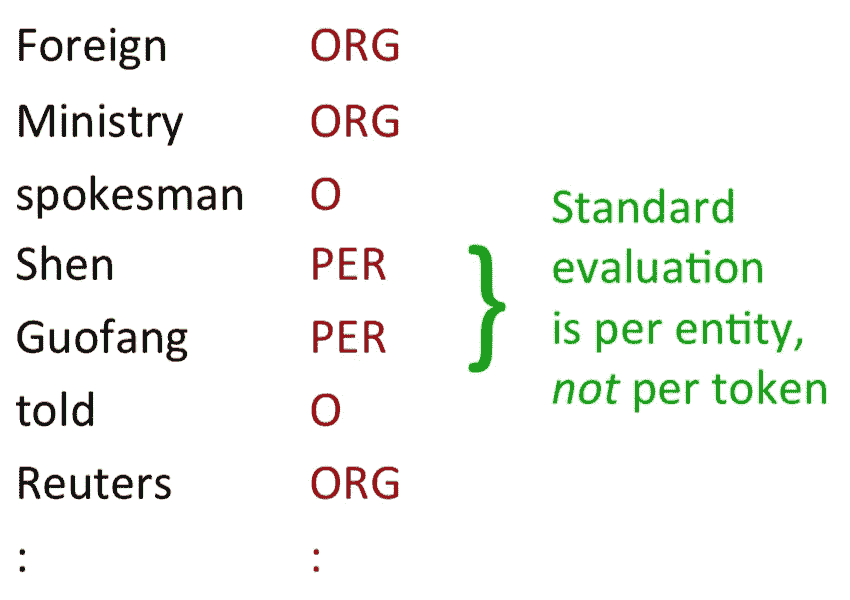 Foreign ORG
Ministry ORG
spokesman O
Shen PER
Guofang PER
told O
Reuters ORG
: :
Standard
evaluation
is per entity,
not per token